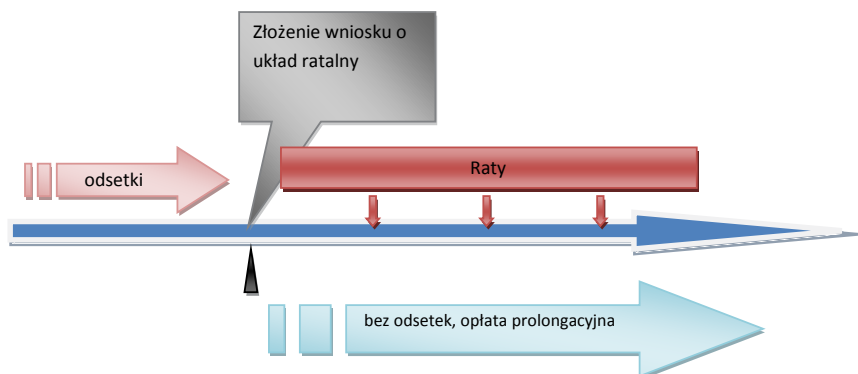 Złożenie wniosku o
układ ratalny
Raty
odsetki
bez odsetek, opłata prolongacyjna